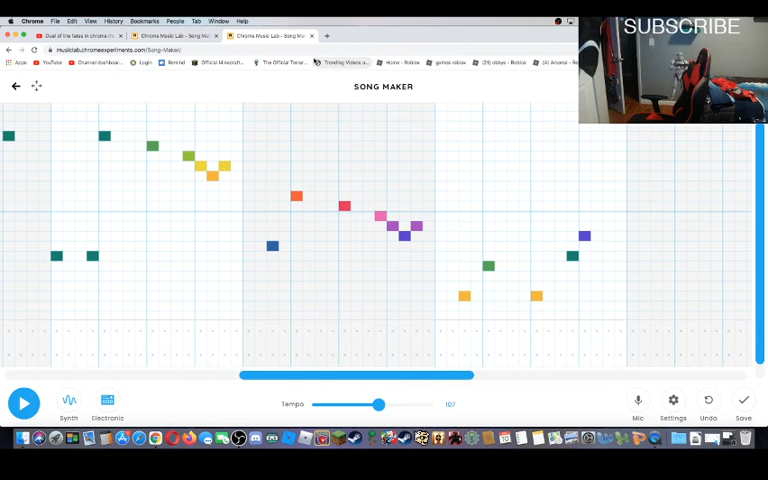 Chrome File Edit View History Bookmarks People Tab Window Help
SUBSCRIBE
Duel of the fates in chrome m
Chrome Music Lab - Song Ma
Chrome Music Lab - Song Ma
musiclab.chromeexperiments.com/Song-Maker/
Apps YouTube Channel dashboar... Login Remind Official Minecraft... The Official Terrar... Trending Videos o... Home - Roblox games roblox (21) obbys - Roblox (4) Arsenal - R
SONG MAKER
Tempo 107
Synth Electronic Mic Settings Undo Save